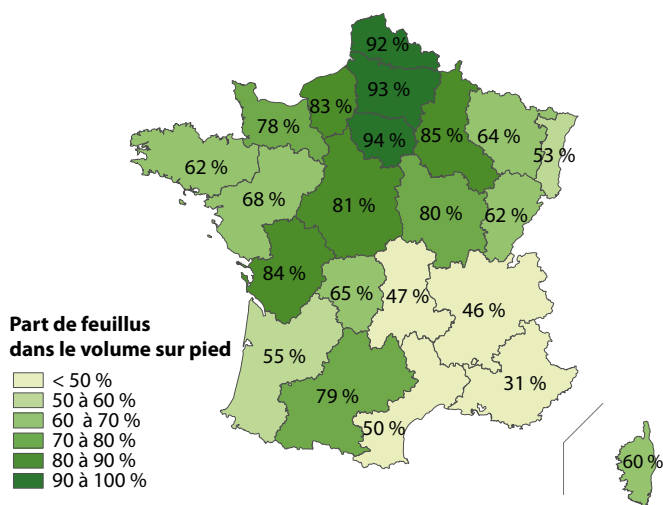 92 %
93 %
83 %
78 %
94 %
85 %
64 %
53 %
62 %
68 %
81 %
80 %
62 %
84 %
65 %
47 %
46 %
55 %
79 %
50 %
31 %
60 %
Part de feuillus
dans le volume sur pied
< 50 %
50 à 60 %
60 à 70 %
70 à 80 %
80 à 90 %
90 à 100 %